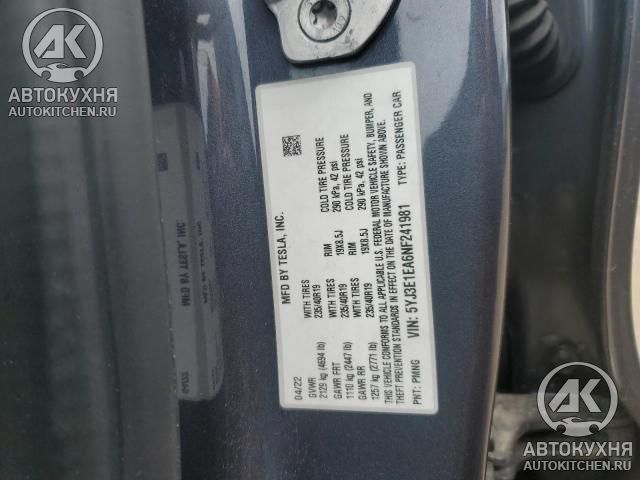 АВТОКУХНЯ
AUTOKITCHEN.RU
MFD BY TESLA, INC.
04/22
GVWR
2129 kg (4694 lb)
GAWR FRT WITH TIRES RIM COLD TIRE PRESSURE
1110 kg (2447 lb) 235/40R19 19X8.5J 290 kPa, 42 psi
GAWR RR WITH TIRES RIM COLD TIRE PRESSURE
1257 kg (2771 lb) 235/40R19 19X8.5J 290 kPa, 42 psi
THIS VEHICLE CONFORMS TO ALL APPLICABLE U.S. FEDERAL MOTOR VEHICLE SAFETY, BUMPER, AND
THEFT PREVENTION STANDARDS IN EFFECT ON THE DATE OF MANUFACTURE SHOWN ABOVE.
VIN: 5YJ3E1EA6NF241981
PNT: PMNG TYPE: PASSENGER CAR
АВТОКУХНЯ
AUTOKITCHEN.RU